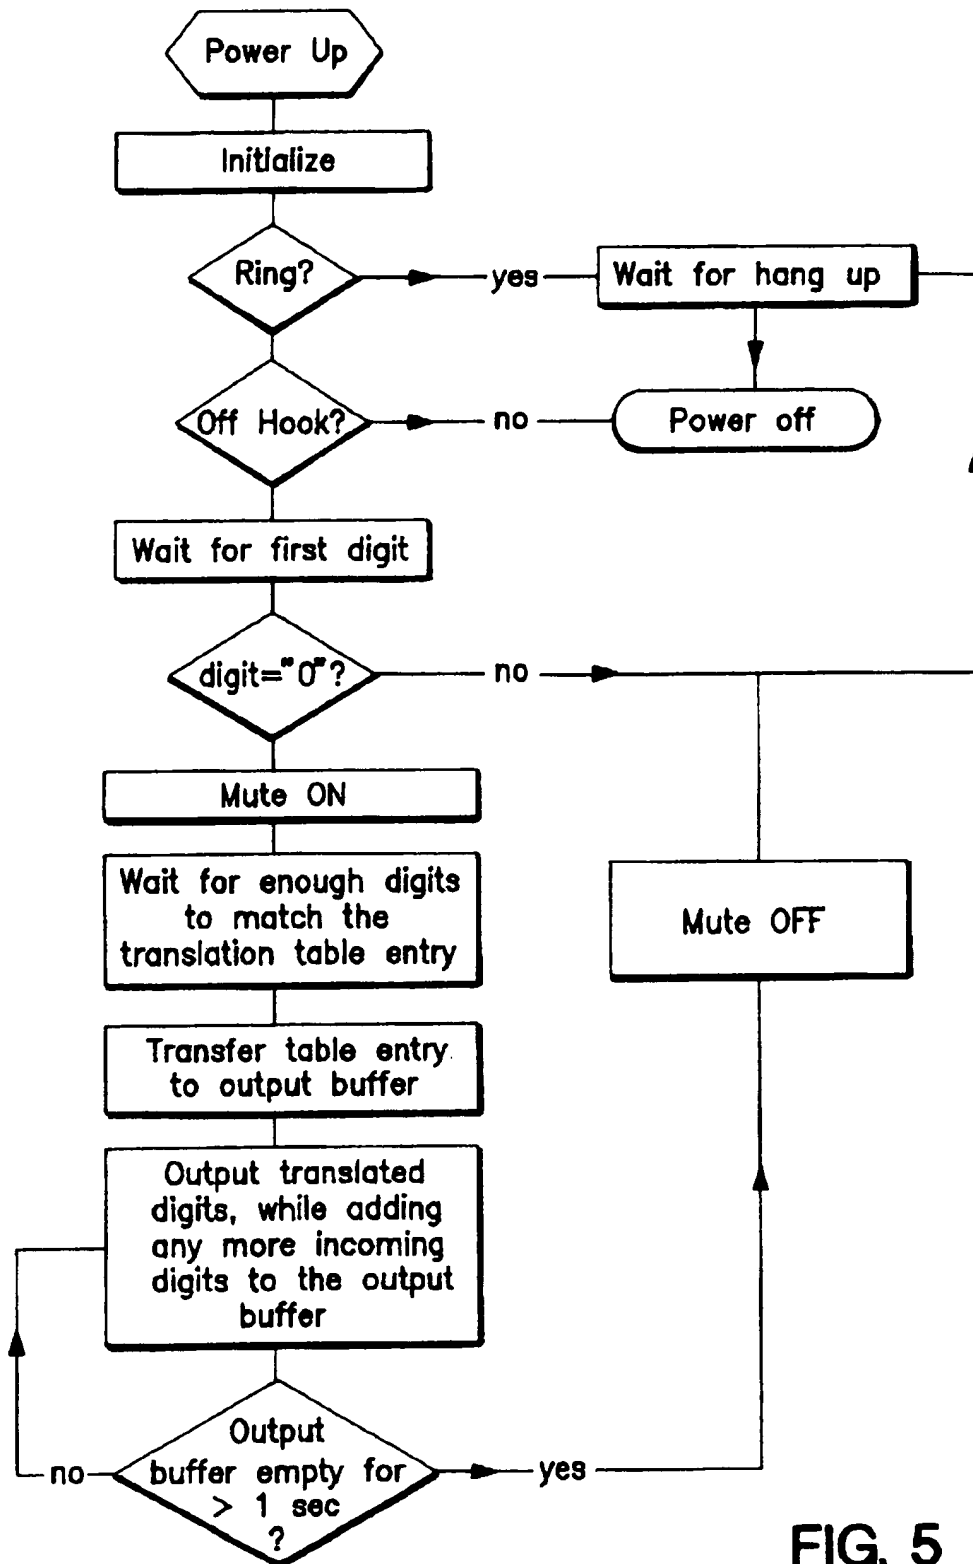 Power Up
Initialize
Ring?
yes
Wait for hang up
Off Hook?
no
Power off
Wait for first digit
digit="0"?
no
Mute ON
Wait for enough digits
to match the
translation table entry
Mute OFF
Transfer table entry
to output buffer
Output translated
digits, while adding
any more incoming
digits to the output
buffer
Output
buffer empty for
> 1 sec
?
no
yes
FIG. 5